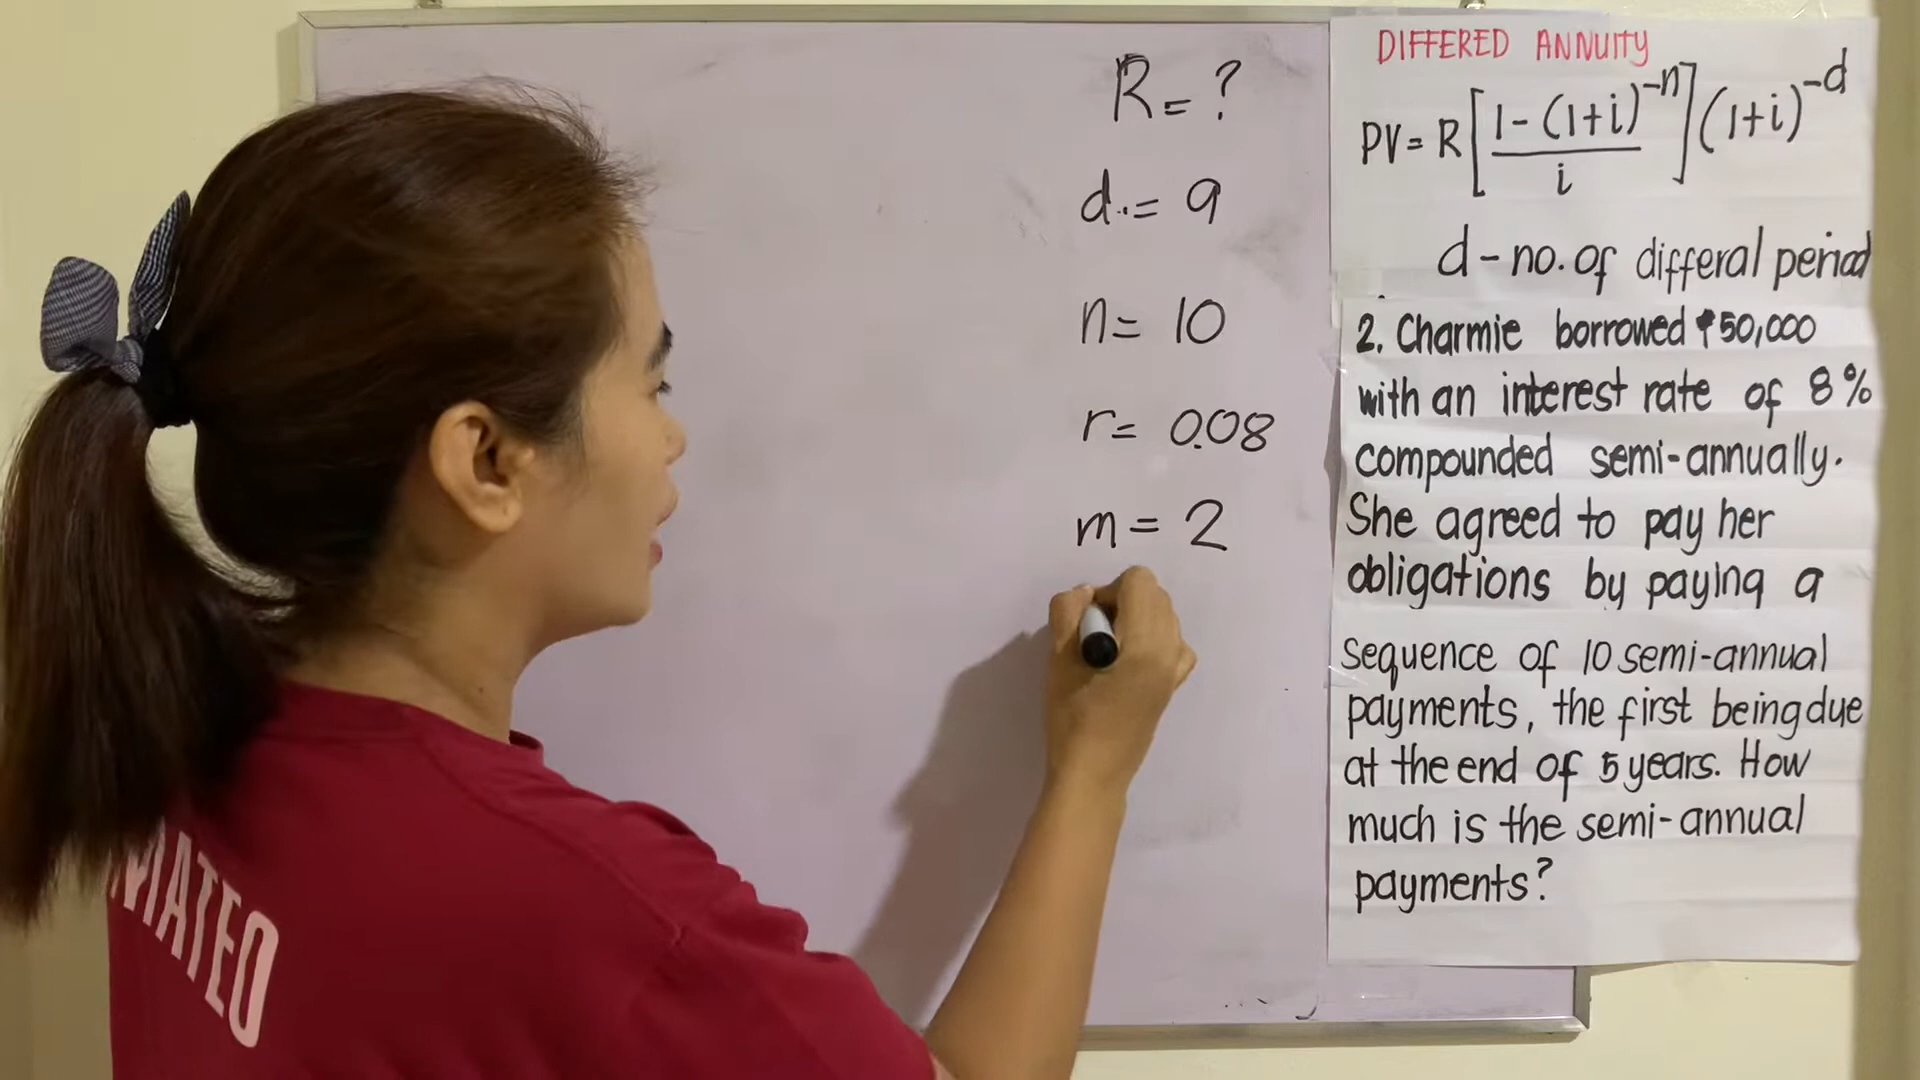 R = ?
d. = 9
n = 10
r = 0.08
m = 2
DIFFERED ANNUITY
PV = R [ 1 - (1+i)^-n / i ] (1+i)^-d
d - no. of differal period
2. Charmie borrowed ₱50,000
with an interest rate of 8%
compounded semi-annually.
She agreed to pay her
obligations by paying a
sequence of 10 semi-annual
payments, the first being due
at the end of 5 years. How
much is the semi-annual
payments?
MATEO